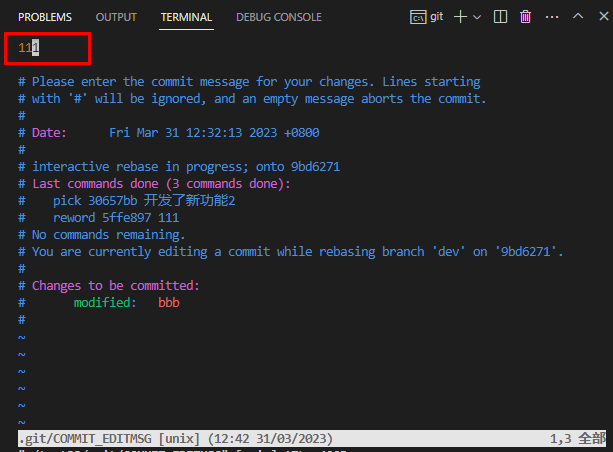 PROBLEMS OUTPUT TERMINAL DEBUG CONSOLE git
111
# Please enter the commit message for your changes. Lines starting
# with '#' will be ignored, and an empty message aborts the commit.
#
# Date:      Fri Mar 31 12:32:13 2023 +0800
#
# interactive rebase in progress; onto 9bd6271
# Last commands done (3 commands done):
#    pick 30657bb 开发了新功能2
#    reword 5ffe897 111
# No commands remaining.
# You are currently editing a commit while rebasing branch 'dev' on '9bd6271'.
#
# Changes to be committed:
#       modified:   bbb
#
~
~
~
~
~
~
.git/COMMIT_EDITMSG [unix] (12:42 31/03/2023) 1,3 全部